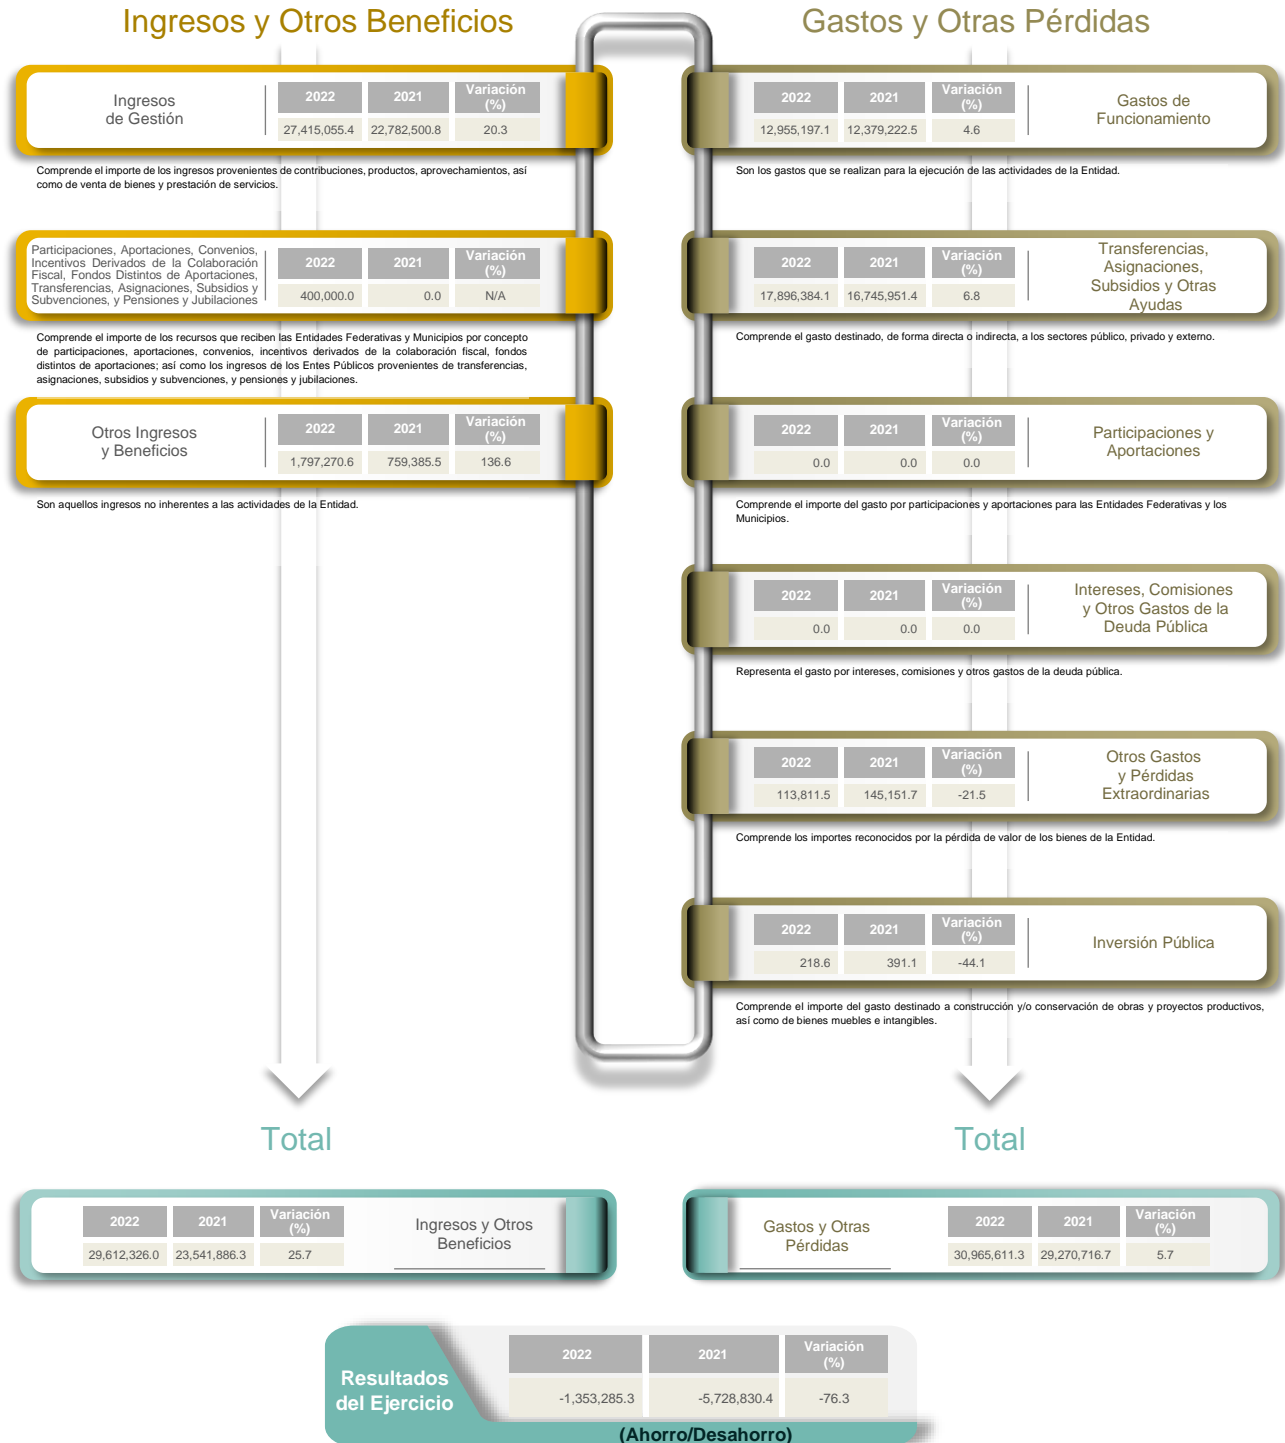 Ingresos y Otros Beneficios
Ingresos
de Gestión
2022 2021 Variación
(%)
27,415,055.4 22,782,500.8 20.3
Comprende el importe de los ingresos provenientes de contribuciones, productos, aprovechamientos, así
como de venta de bienes y prestación de servicios.
Participaciones, Aportaciones, Convenios,
Incentivos Derivados de la Colaboración
Fiscal, Fondos Distintos de Aportaciones,
Transferencias, Asignaciones, Subsidios y
Subvenciones, y Pensiones y Jubilaciones
2022 2021 Variación
(%)
400,000.0 0.0 N/A
Comprende el importe de los recursos que reciben las Entidades Federativas y Municipios por concepto
de participaciones, aportaciones, convenios, incentivos derivados de la colaboración fiscal, fondos
distintos de aportaciones; así como los ingresos de los Entes Públicos provenientes de transferencias,
asignaciones, subsidios y subvenciones, y pensiones y jubilaciones.
Otros Ingresos
y Beneficios
2022 2021 Variación
(%)
1,797,270.6 759,385.5 136.6
Son aquellos ingresos no inherentes a las actividades de la Entidad.
Gastos y Otras Pérdidas
2022 2021 Variación
(%)
12,955,197.1 12,379,222.5 4.6
Gastos de
Funcionamiento
Son los gastos que se realizan para la ejecución de las actividades de la Entidad.
2022 2021 Variación
(%)
17,896,384.1 16,745,951.4 6.8
Transferencias,
Asignaciones,
Subsidios y Otras
Ayudas
Comprende el gasto destinado, de forma directa o indirecta, a los sectores público, privado y externo.
2022 2021 Variación
(%)
0.0 0.0 0.0
Participaciones y
Aportaciones
Comprende el importe del gasto por participaciones y aportaciones para las Entidades Federativas y los
Municipios.
2022 2021 Variación
(%)
0.0 0.0 0.0
Intereses, Comisiones
y Otros Gastos de la
Deuda Pública
Representa el gasto por intereses, comisiones y otros gastos de la deuda pública.
2022 2021 Variación
(%)
113,811.5 145,151.7 -21.5
Otros Gastos
y Pérdidas
Extraordinarias
Comprende los importes reconocidos por la pérdida de valor de los bienes de la Entidad.
2022 2021 Variación
(%)
218.6 391.1 -44.1
Inversión Pública
Comprende el importe del gasto destinado a construcción y/o conservación de obras y proyectos productivos,
así como de bienes muebles e intangibles.
Total
2022 2021 Variación
(%)
29,612,326.0 23,541,886.3 25.7
Ingresos y Otros
Beneficios
Total
Gastos y Otras
Pérdidas
2022 2021 Variación
(%)
30,965,611.3 29,270,716.7 5.7
Resultados
del Ejercicio
2022 2021 Variación
(%)
-1,353,285.3 -5,728,830.4 -76.3
(Ahorro/Desahorro)